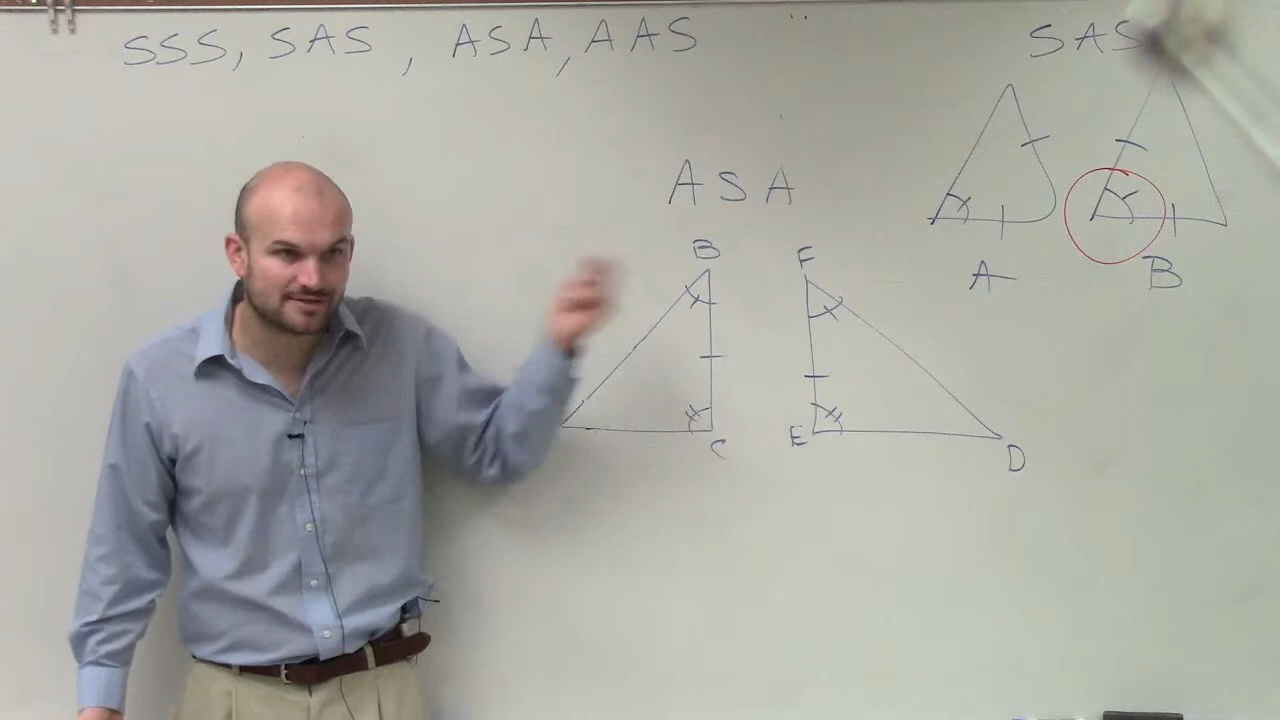 SSS, SAS, ASA, AAS
SAS
ASA
A B
B F
C E D